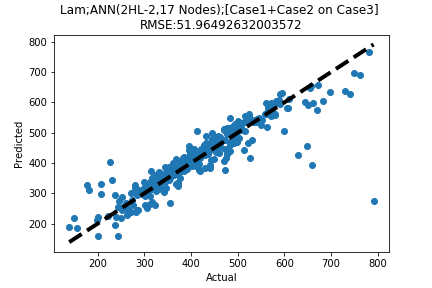 Lam;ANN(2HL-2,17 Nodes);[Case1+Case2 on Case3]
RMSE:51.96492632003572
800
700
600
500
400
300
200
Predicted
200 300 400 500 600 700 800
Actual